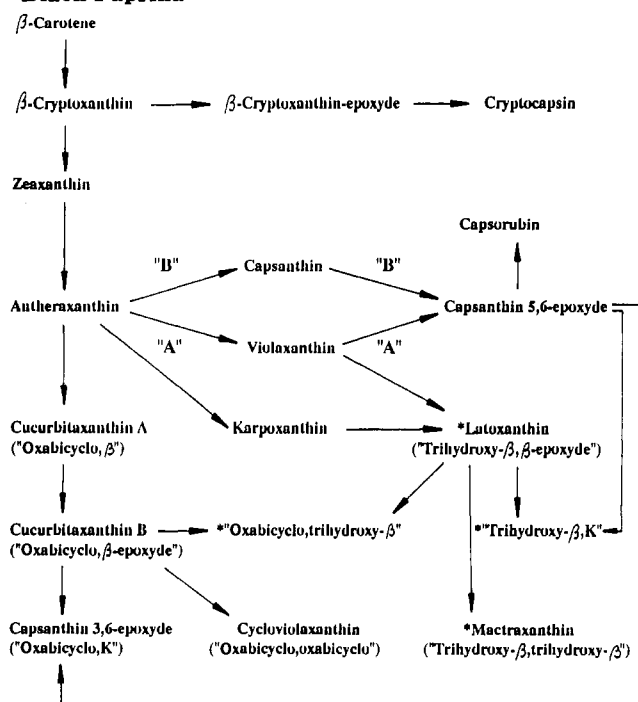 β-Carotene
β-Cryptoxanthin β-Cryptoxanthin-epoxyde Cryptocapsin
Zeaxanthin
Capsorubin
"B" Capsanthin "B"
Antheraxanthin Capsanthin 5,6-epoxyde
"A" Violaxanthin "A"
Cucurbitaxanthin A Karpoxanthin *Lutoxanthin
("Oxabicyclo,β") ("Trihydroxy-β,β-epoxyde")
Cucurbitaxanthin B *"Oxabicyclo,trihydroxy-β" *"Trihydroxy-β,K"
("Oxabicyclo,β-epoxyde")
Capsanthin 3,6-epoxyde Cycloviolaxanthin *Mactraxanthin
("Oxabicyclo,K") ("Oxabicyclo,oxabicyclo") ("Trihydroxy-β,trihydroxy-β")